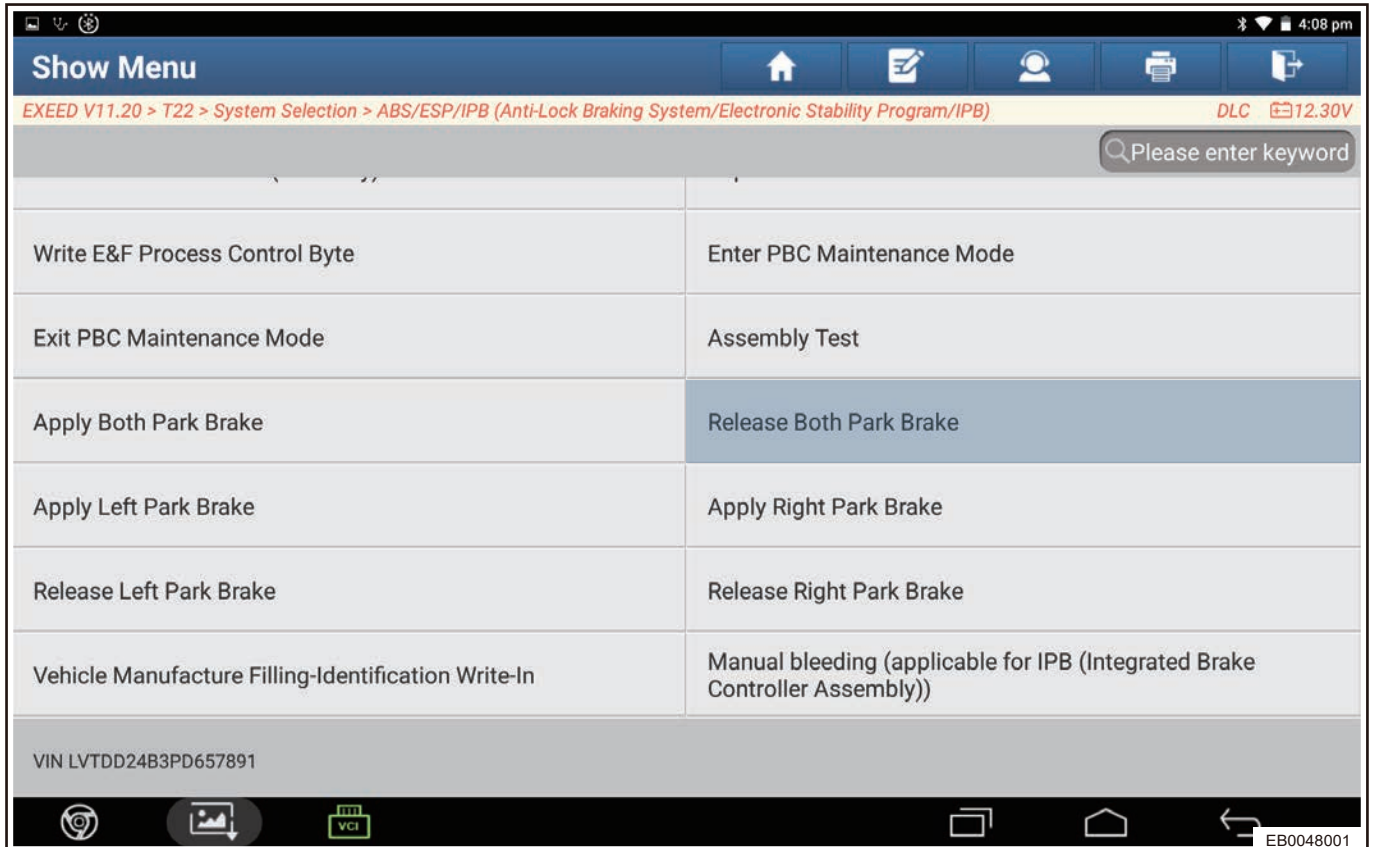 4:08 pm
Show Menu
EXEED V11.20 > T22 > System Selection > ABS/ESP/IPB (Anti-Lock Braking System/Electronic Stability Program/IPB) DLC 12.30V
Please enter keyword
Write E&F Process Control Byte
Enter PBC Maintenance Mode
Exit PBC Maintenance Mode
Assembly Test
Apply Both Park Brake
Release Both Park Brake
Apply Left Park Brake
Apply Right Park Brake
Release Left Park Brake
Release Right Park Brake
Vehicle Manufacture Filling-Identification Write-In
Manual bleeding (applicable for IPB (Integrated Brake
Controller Assembly))
VIN LVTDD24B3PD657891
VCI
EB0048001